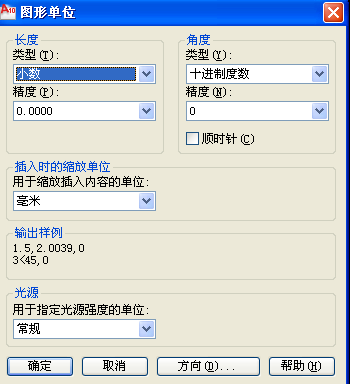 图形单位
长度
类型(T):
小数
精度(P):
0.0000
角度
类型(Y):
十进制度数
精度(N):
0
顺时针(C)
插入时的缩放单位
用于缩放插入内容的单位:
毫米
输出样例
1.5,2.0039,0
3<45,0
光源
用于指定光源强度的单位:
常规
确定 取消 方向(D)... 帮助(H)